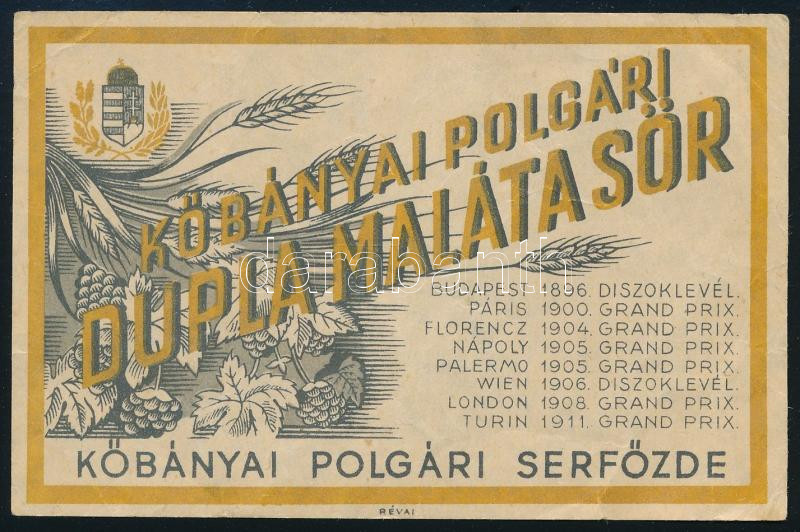 KŐBÁNYAI POLGÁRI
DUPLA MALÁTA SÖR
darabanth
BUDAPEST 1896. DISZOKLEVÉL.
PÁRIS 1900. GRAND PRIX.
FLORENCZ 1904. GRAND PRIX.
NÁPOLY 1905. GRAND PRIX.
PALERMO 1905. GRAND PRIX.
WIEN 1906. DISZOKLEVÉL.
LONDON 1908. GRAND PRIX.
TURIN 1911. GRAND PRIX.
KŐBÁNYAI POLGÁRI SERFŐZDE
RÉVAI